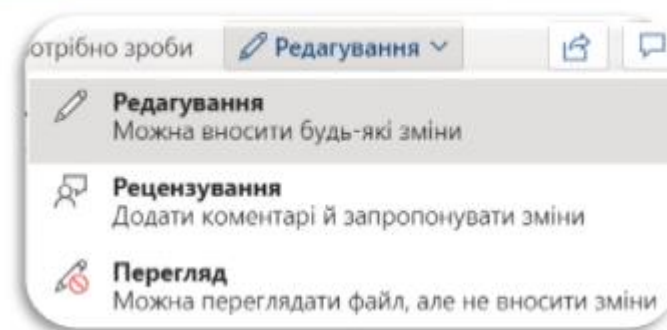 отрібно зроби Редагування
Редагування
Можна вносити будь-які зміни
Рецензування
Додати коментарі й запропонувати зміни
Перегляд
Можна переглядати файл, але не вносити зміни